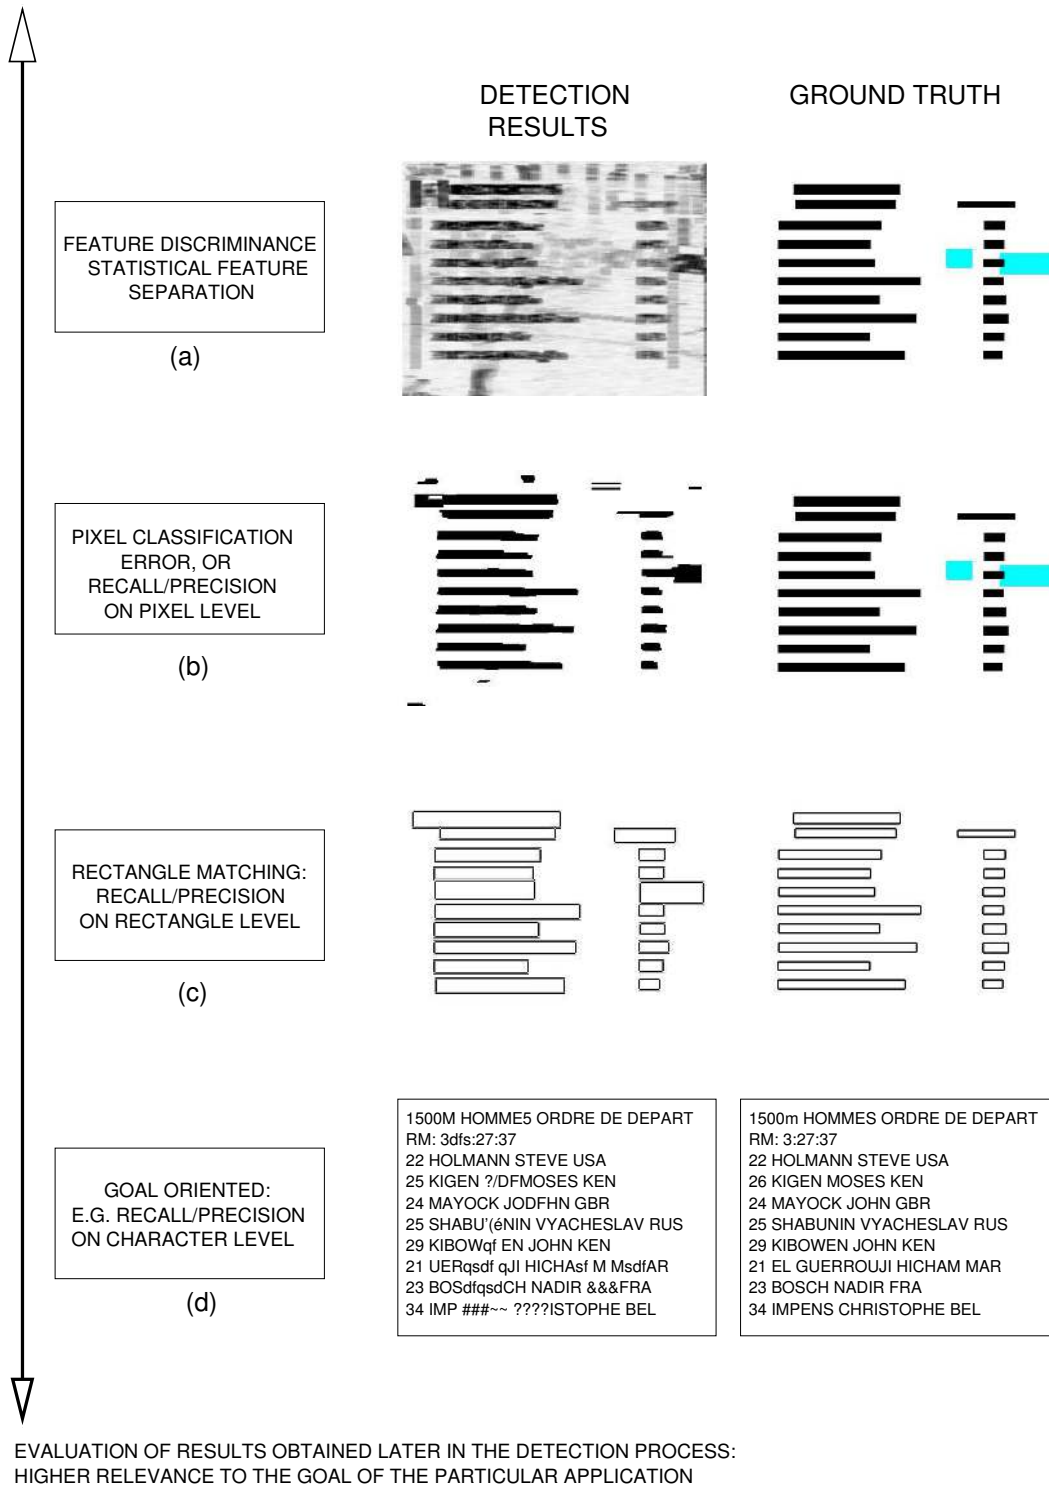 DETECTION
RESULTS
GROUND TRUTH
FEATURE DISCRIMINANCE
STATISTICAL FEATURE
SEPARATION
(a)
PIXEL CLASSIFICATION
ERROR, OR
RECALL/PRECISION
ON PIXEL LEVEL
(b)
RECTANGLE MATCHING:
RECALL/PRECISION
ON RECTANGLE LEVEL
(c)
GOAL ORIENTED:
E.G. RECALL/PRECISION
ON CHARACTER LEVEL
(d)
1500M HOMME5 ORDRE DE DEPART
RM: 3dfs:27:37
22 HOLMANN STEVE USA
25 KIGEN ?/DFMOSES KEN
24 MAYOCK JODFHN GBR
25 SHABU'(éNIN VYACHESLAV RUS
29 KIBOWqf EN JOHN KEN
21 UERqsdf qJI HICHAsf M MsdfAR
23 BOSdfqsdCH NADIR &&&FRA
34 IMP ###~~ ????ISTOPHE BEL
1500m HOMMES ORDRE DE DEPART
RM: 3:27:37
22 HOLMANN STEVE USA
26 KIGEN MOSES KEN
24 MAYOCK JOHN GBR
25 SHABUNIN VYACHESLAV RUS
29 KIBOWEN JOHN KEN
21 EL GUERROUJI HICHAM MAR
23 BOSCH NADIR FRA
34 IMPENS CHRISTOPHE BEL
EVALUATION OF RESULTS OBTAINED LATER IN THE DETECTION PROCESS:
HIGHER RELEVANCE TO THE GOAL OF THE PARTICULAR APPLICATION